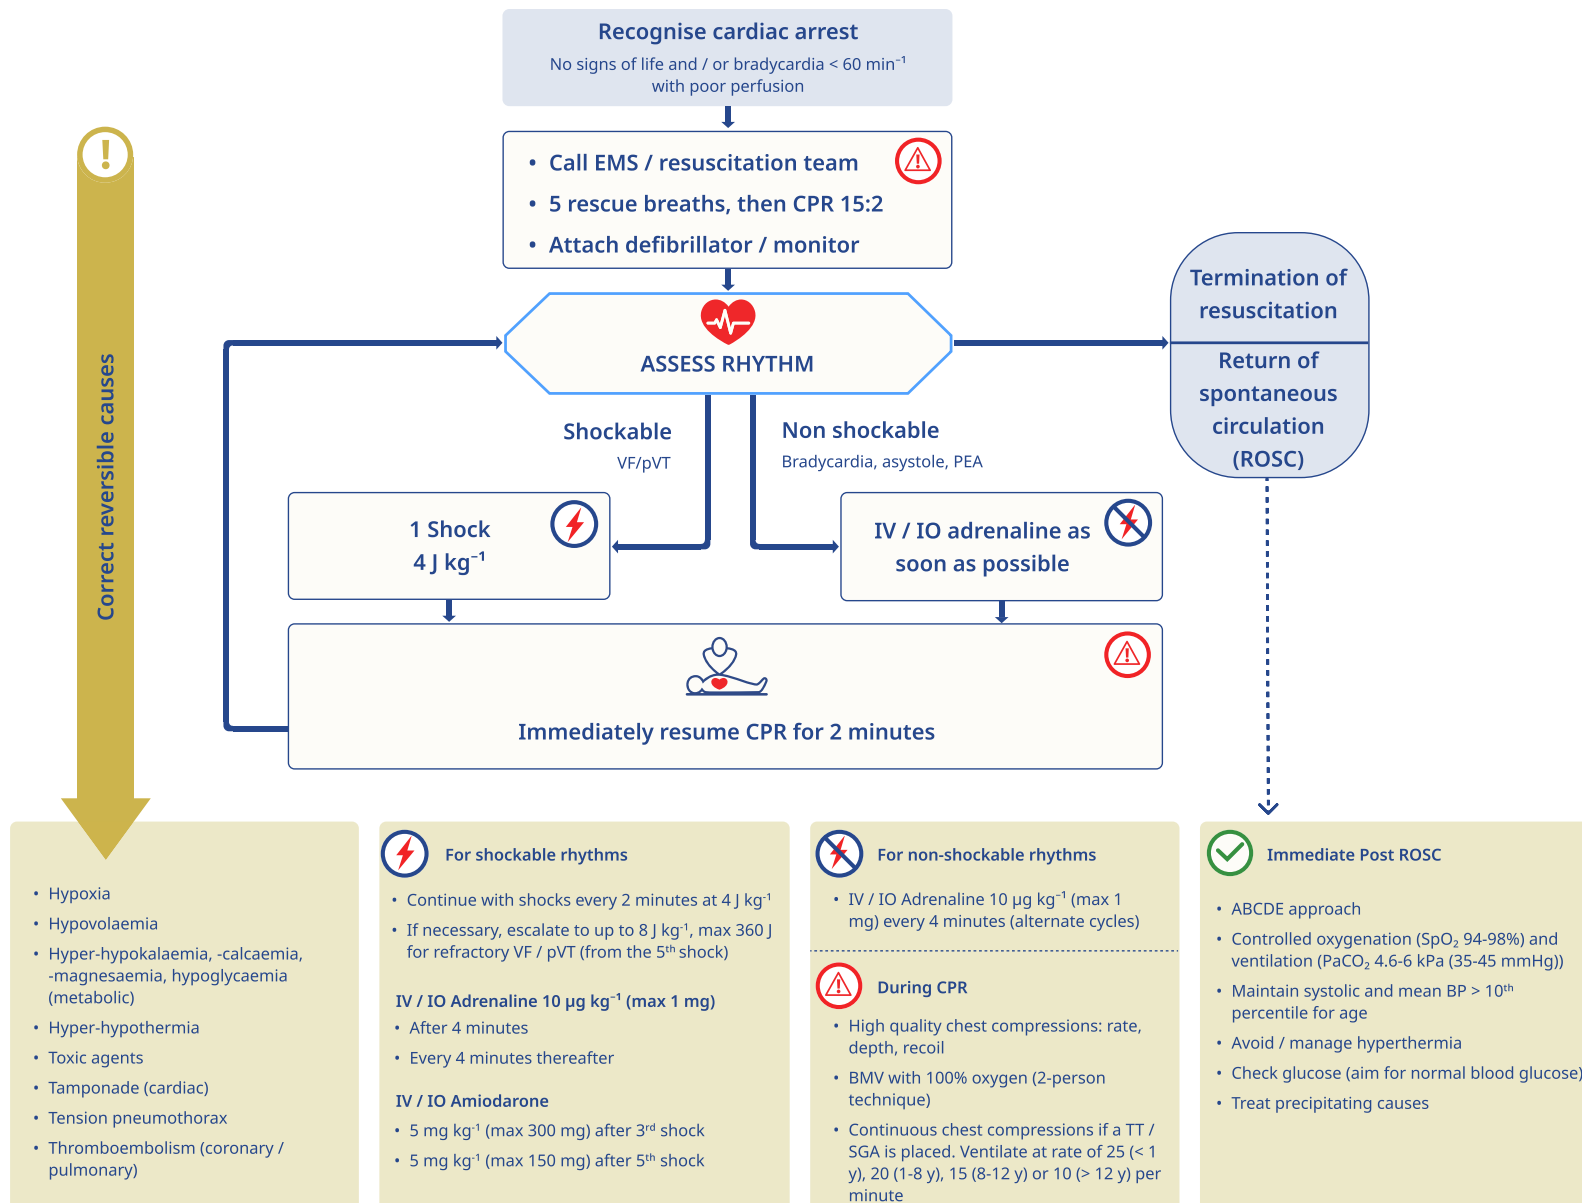 Recognise cardiac arrest
No signs of life and / or bradycardia < 60 min⁻¹
with poor perfusion
• Call EMS / resuscitation team
• 5 rescue breaths, then CPR 15:2
• Attach defibrillator / monitor
ASSESS RHYTHM
Termination of
resuscitation
Return of
spontaneous
circulation
(ROSC)
Correct reversible causes
Shockable
VF/pVT
Non shockable
Bradycardia, asystole, PEA
1 Shock
4 J kg⁻¹
IV / IO adrenaline as
soon as possible
Immediately resume CPR for 2 minutes
• Hypoxia
• Hypovolaemia
• Hyper-hypokalaemia, -calcaemia,
-magnesaemia, hypoglycaemia
(metabolic)
• Hyper-hypothermia
• Toxic agents
• Tamponade (cardiac)
• Tension pneumothorax
• Thromboembolism (coronary /
pulmonary)
For shockable rhythms
• Continue with shocks every 2 minutes at 4 J kg⁻¹
• If necessary, escalate to up to 8 J kg⁻¹, max 360 J
for refractory VF / pVT (from the 5ᵗʰ shock)
IV / IO Adrenaline 10 µg kg⁻¹ (max 1 mg)
• After 4 minutes
• Every 4 minutes thereafter
IV / IO Amiodarone
• 5 mg kg⁻¹ (max 300 mg) after 3ʳᵈ shock
• 5 mg kg⁻¹ (max 150 mg) after 5ᵗʰ shock
For non-shockable rhythms
• IV / IO Adrenaline 10 µg kg⁻¹ (max 1
mg) every 4 minutes (alternate cycles)
During CPR
• High quality chest compressions: rate,
depth, recoil
• BMV with 100% oxygen (2-person
technique)
• Continuous chest compressions if a TT /
SGA is placed. Ventilate at rate of 25 (< 1
y), 20 (1-8 y), 15 (8-12 y) or 10 (> 12 y) per
minute
Immediate Post ROSC
• ABCDE approach
• Controlled oxygenation (SpO₂ 94-98%) and
ventilation (PaCO₂ 4.6-6 kPa (35-45 mmHg))
• Maintain systolic and mean BP > 10ᵗʰ
percentile for age
• Avoid / manage hyperthermia
• Check glucose (aim for normal blood glucose)
• Treat precipitating causes